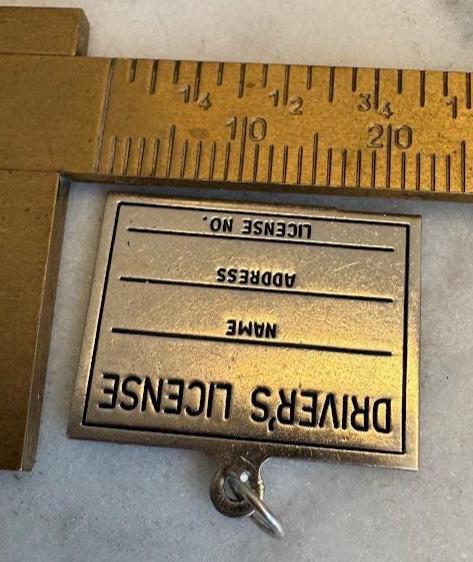 1/4 1/2 3/4 1
10 20
DRIVER'S LICENSE
NAME
ADDRESS
LICENSE NO.